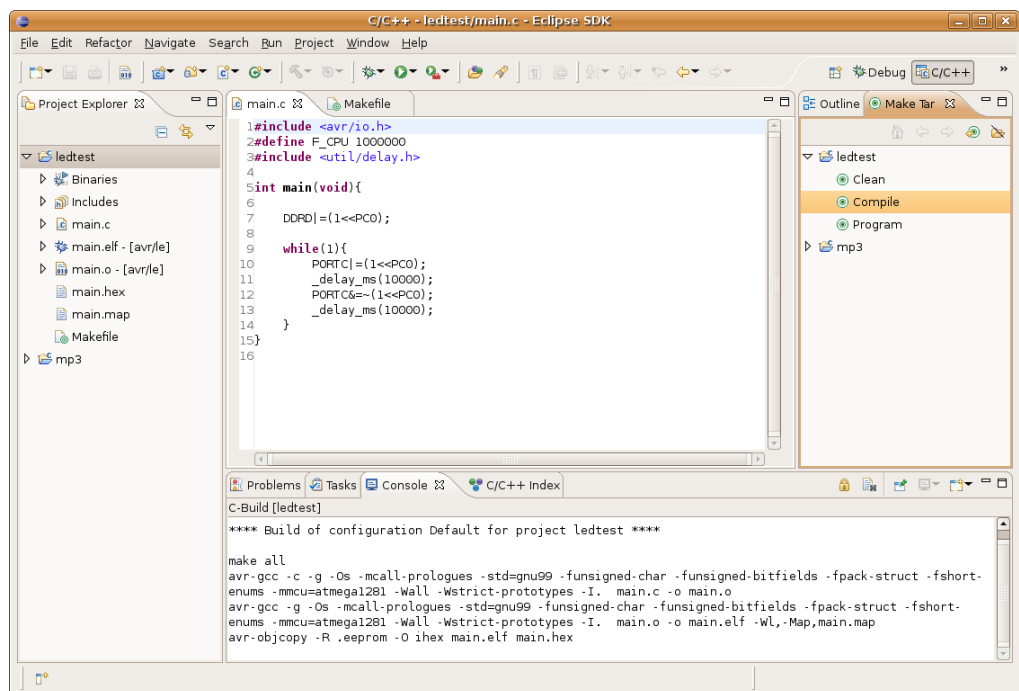 C/C++ - ledtest/main.c - Eclipse SDK
File Edit Refactor Navigate Search Run Project Window Help
Debug C/C++ »
Project Explorer
ledtest
Binaries
Includes
main.c
main.elf - [avr/le]
main.o - [avr/le]
main.hex
main.map
Makefile
mp3
main.c Makefile
1 #include <avr/io.h>
2 #define F_CPU 1000000
3 #include <util/delay.h>
4
5 int main(void){
6
7 DDRD|=(1<<PC0);
8
9 while(1){
10 PORTC|=(1<<PC0);
11 _delay_ms(10000);
12 PORTC&=~(1<<PC0);
13 _delay_ms(10000);
14 }
15 }
16
Outline Make Tar
ledtest
Clean
Compile
Program
mp3
Problems Tasks Console C/C++ Index
C-Build [ledtest]
**** Build of configuration Default for project ledtest ****
make all
avr-gcc -c -g -Os -mcall-prologues -std=gnu99 -funsigned-char -funsigned-bitfields -fpack-struct -fshort-
enums -mmcu=atmega1281 -Wall -Wstrict-prototypes -I.  main.c -o main.o
avr-gcc -g -Os -mcall-prologues -std=gnu99 -funsigned-char -funsigned-bitfields -fpack-struct -fshort-
enums -mmcu=atmega1281 -Wall -Wstrict-prototypes -I.  main.o -o main.elf -Wl,-Map,main.map
avr-objcopy -R .eeprom -O ihex main.elf main.hex